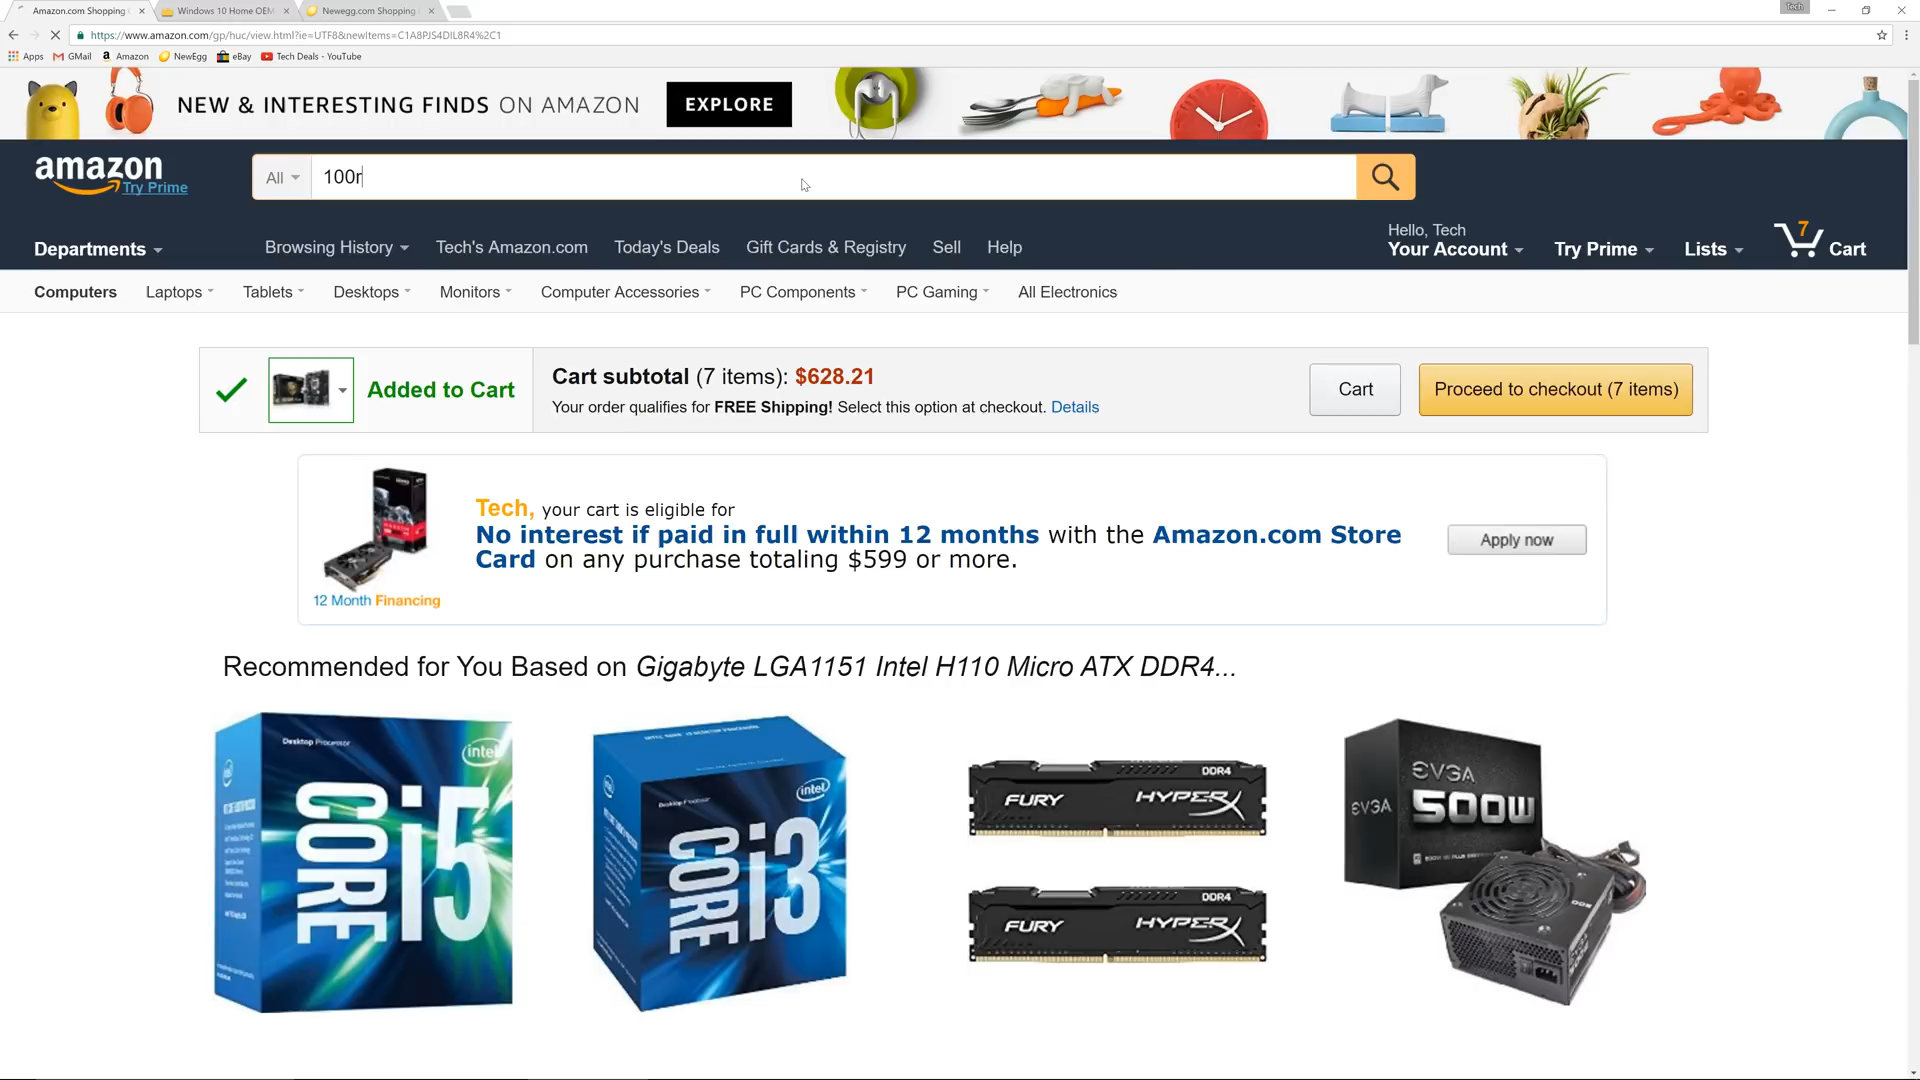 Amazon.com Shopping
Windows 10 Home OEM
Newegg.com Shopping
Tech
https://www.amazon.com/gp/huc/view.html?ie=UTF8&newItems=C1A8PJS4DIL8R4%2C1
Apps GMail Amazon NewEgg eBay Tech Deals - YouTube
NEW & INTERESTING FINDS ON AMAZON EXPLORE
amazon
Try Prime
All 100r
Departments Browsing History Tech's Amazon.com Today's Deals Gift Cards & Registry Sell Help
Hello, Tech
Your Account Try Prime Lists 7 Cart
Computers Laptops Tablets Desktops Monitors Computer Accessories PC Components PC Gaming All Electronics
Added to Cart
Cart subtotal (7 items): $628.21
Your order qualifies for FREE Shipping! Select this option at checkout. Details
Cart
Proceed to checkout (7 items)
Tech, your cart is eligible for
No interest if paid in full within 12 months with the Amazon.com Store
Card on any purchase totaling $599 or more.
Apply now
12 Month Financing
Recommended for You Based on Gigabyte LGA1151 Intel H110 Micro ATX DDR4...
Desktop Processor
intel
CORE i5
Desktop Processor
intel
CORE i3
DDR4
FURY HYPERX
DDR4
FURY HYPERX
EVGA
EVGA
500W